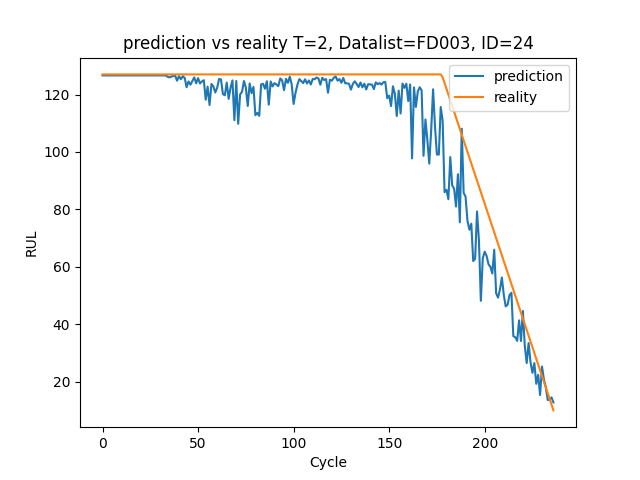 prediction vs reality T=2, Datalist=FD003, ID=24
prediction
reality
RUL
120
100
80
60
40
20
0
50
100
150
200
Cycle